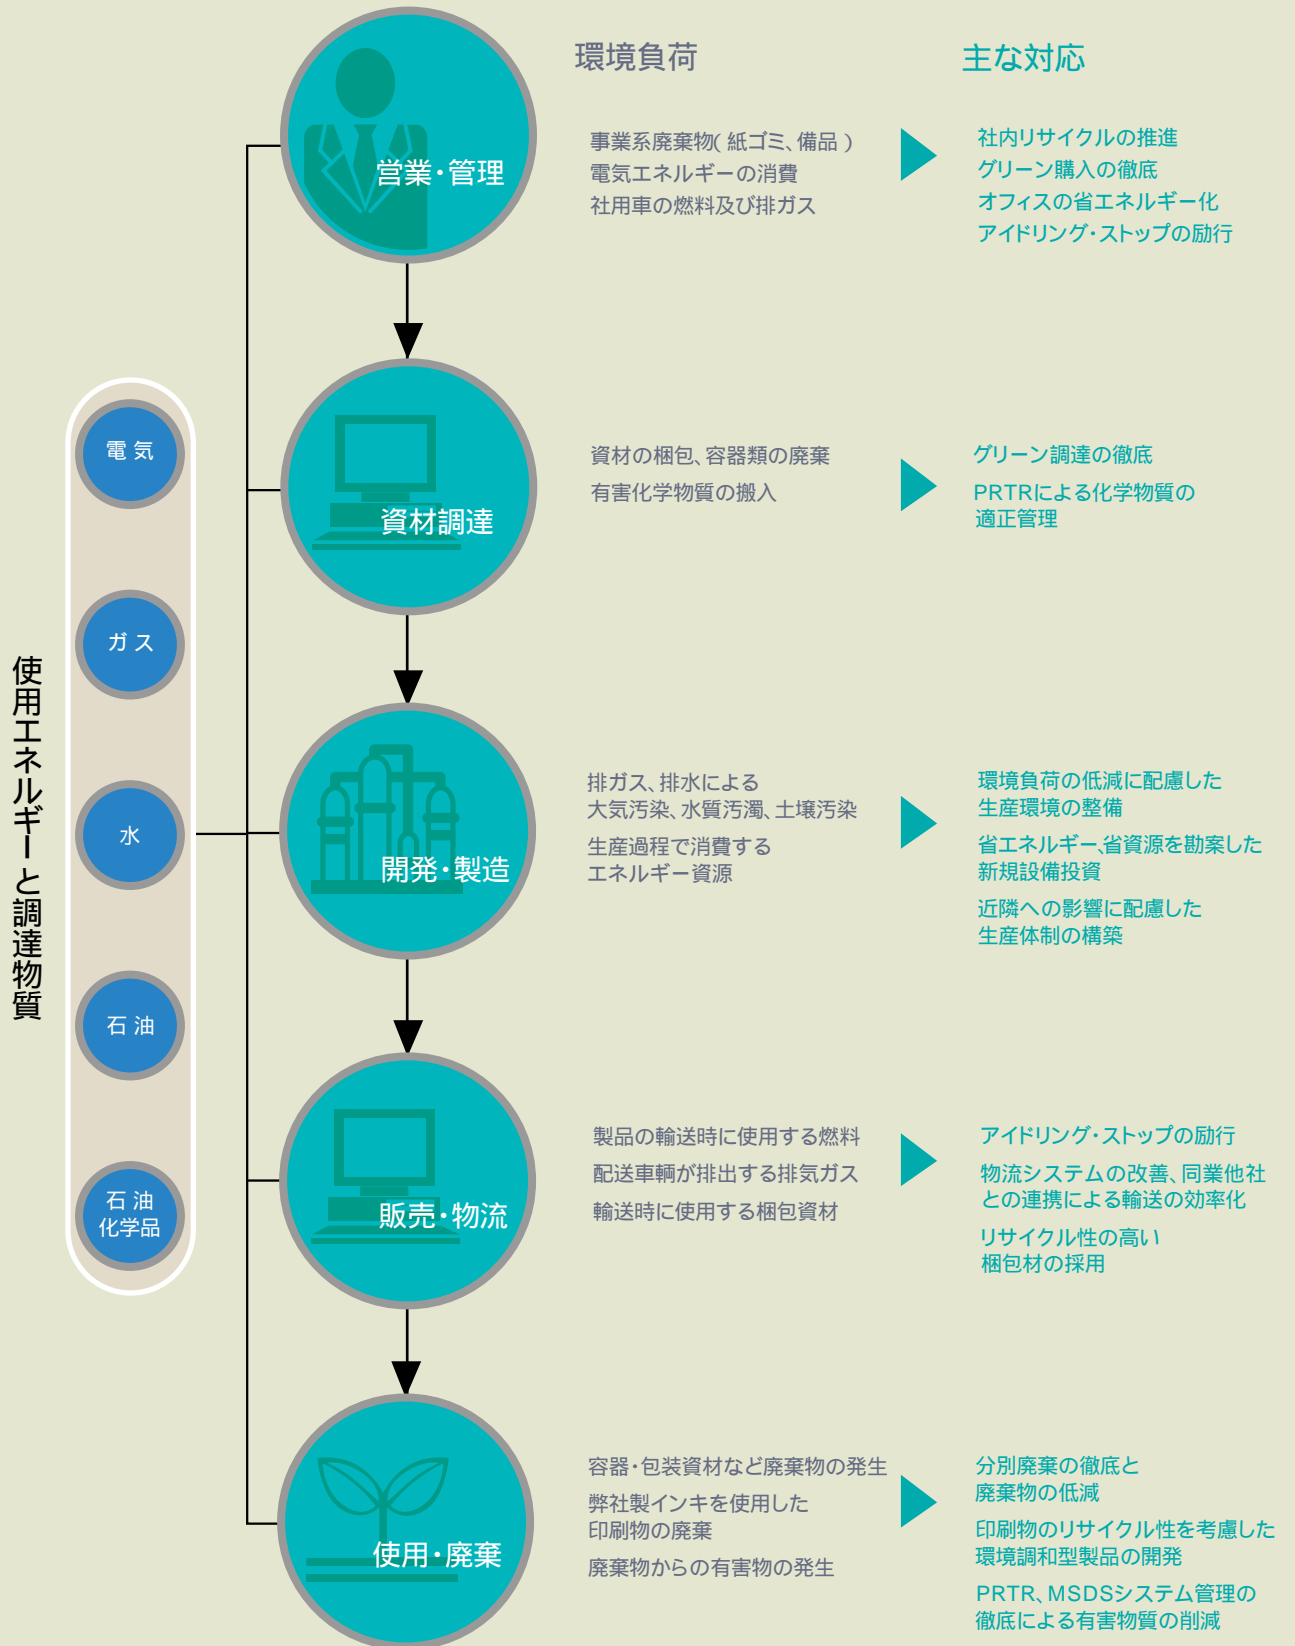 環境負荷
主な対応
営業・管理
事業系廃棄物(紙ゴミ、備品)
電気エネルギーの消費
社用車の燃料及び排ガス
社内リサイクルの推進
グリーン購入の徹底
オフィスの省エネルギー化
アイドリング・ストップの励行
使用エネルギーと調達物質
電気
ガス
水
石油
石油
化学品
資材調達
資材の梱包、容器類の廃棄
有害化学物質の搬入
グリーン調達の徹底
PRTRによる化学物質の
適正管理
開発・製造
排ガス、排水による
大気汚染、水質汚濁、土壌汚染
生産過程で消費する
エネルギー資源
環境負荷の低減に配慮した
生産環境の整備
省エネルギー、省資源を勘案した
新規設備投資
近隣への影響に配慮した
生産体制の構築
販売・物流
製品の輸送時に使用する燃料
配送車輌が排出する排気ガス
輸送時に使用する梱包資材
アイドリング・ストップの励行
物流システムの改善、同業他社
との連携による輸送の効率化
リサイクル性の高い
梱包材の採用
使用・廃棄
容器・包装資材など廃棄物の発生
弊社製インキを使用した
印刷物の廃棄
廃棄物からの有害物の発生
分別廃棄の徹底と
廃棄物の低減
印刷物のリサイクル性を考慮した
環境調和型製品の開発
PRTR、MSDSシステム管理の
徹底による有害物質の削減